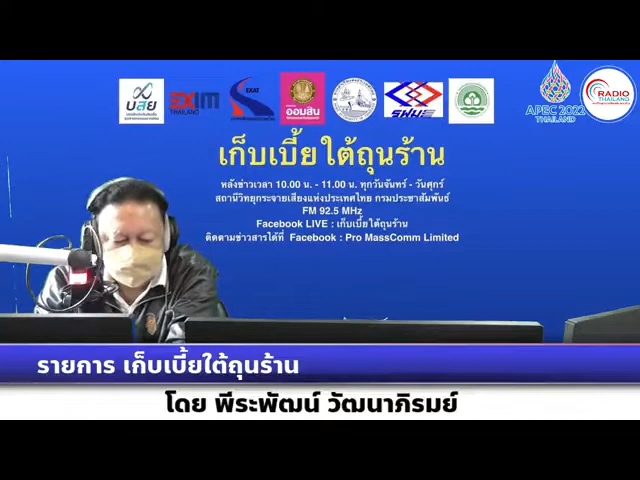 บสย
EXIM
THAILAND
EXAT
ออมสิน
รฟม
APEC 2022
THAILAND
RADIO
THAILAND
เก็บเบี้ยใต้ถุนร้าน
หลังข่าวเวลา 10.00 น. - 11.00 น. ทุกวันจันทร์ - วันศุกร์
สถานีวิทยุกระจายเสียงแห่งประเทศไทย กรมประชาสัมพันธ์
FM 92.5 MHz
Facebook LIVE : เก็บเบี้ยใต้ถุนร้าน
ติดตามข่าวสารได้ที่ Facebook : Pro MassComm Limited
รายการ เก็บเบี้ยใต้ถุนร้าน
โดย พีระพัฒน์ วัฒนาภิรมย์